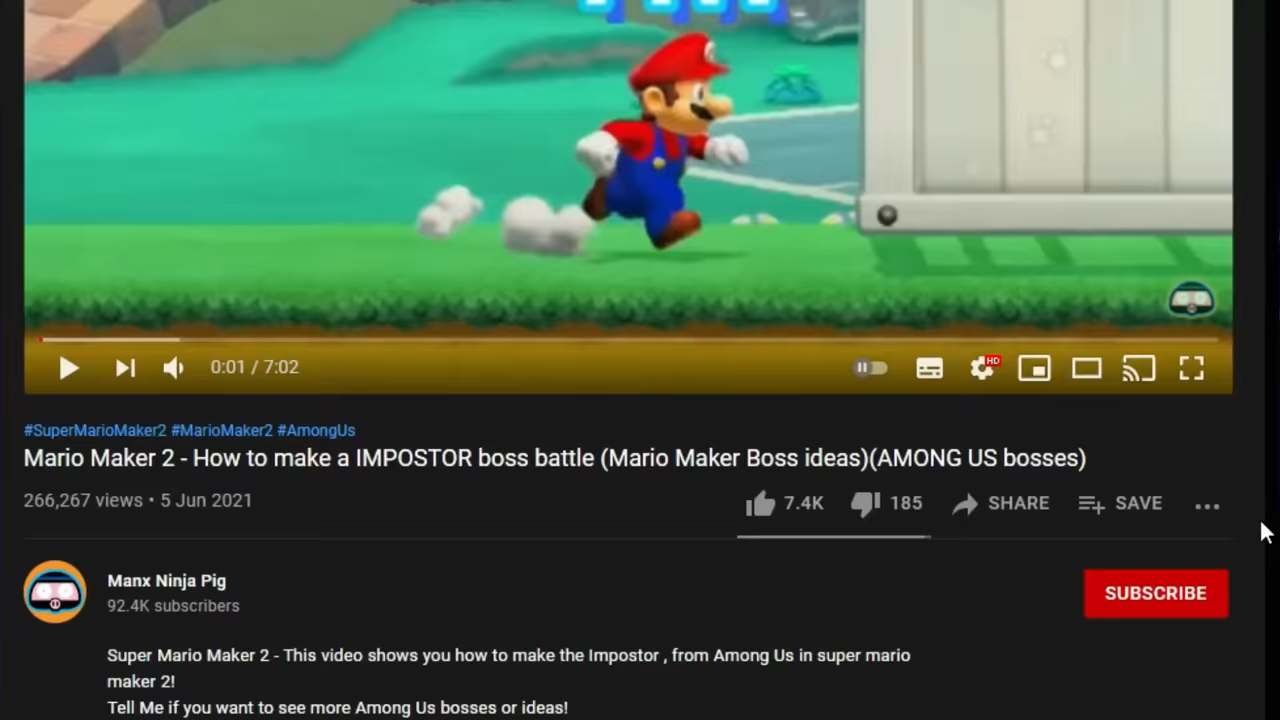 0:01 / 7:02
HD
#SuperMarioMaker2 #MarioMaker2 #AmongUs
Mario Maker 2 - How to make a IMPOSTOR boss battle (Mario Maker Boss ideas)(AMONG US bosses)
266,267 views • 5 Jun 2021
7.4K 185 SHARE SAVE
Manx Ninja Pig
92.4K subscribers
SUBSCRIBE
Super Mario Maker 2 - This video shows you how to make the Impostor , from Among Us in super mario
maker 2!
Tell Me if you want to see more Among Us bosses or ideas!